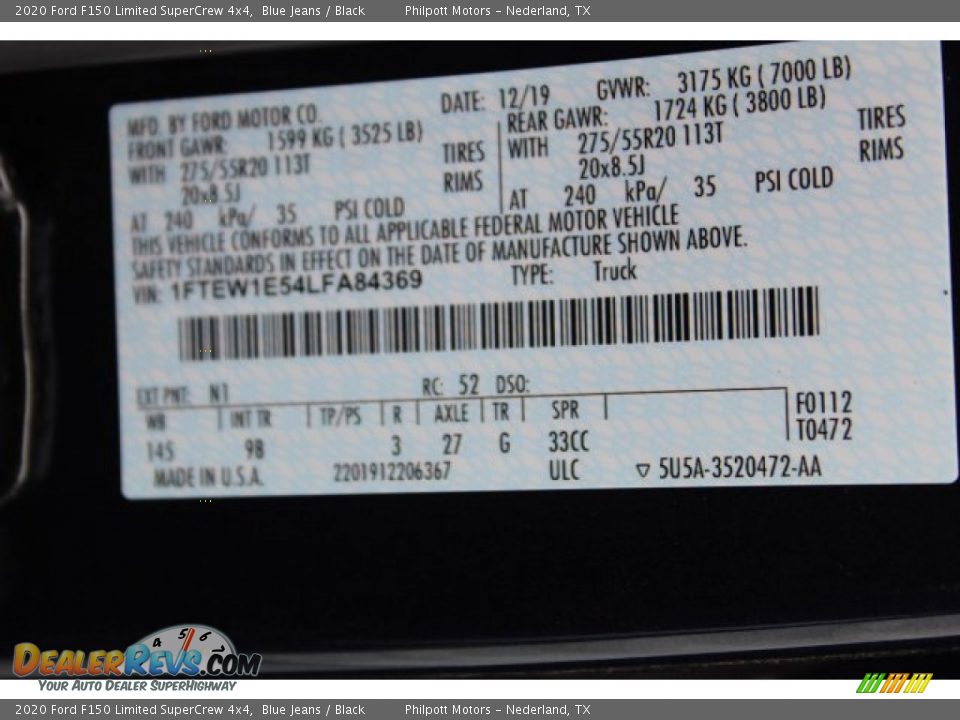 2020 Ford F150 Limited SuperCrew 4x4, Blue Jeans / Black Philpott Motors – Nederland, TX
MFD. BY FORD MOTOR CO. DATE: 12/19 GVWR: 3175 KG ( 7000 LB)
FRONT GAWR: 1599 KG ( 3525 LB) REAR GAWR: 1724 KG ( 3800 LB)
WITH 275/55R20 113T TIRES WITH 275/55R20 113T TIRES
20x8.5J RIMS 20x8.5J RIMS
AT 240 kPa/ 35 PSI COLD AT 240 kPa/ 35 PSI COLD
THIS VEHICLE CONFORMS TO ALL APPLICABLE FEDERAL MOTOR VEHICLE
SAFETY STANDARDS IN EFFECT ON THE DATE OF MANUFACTURE SHOWN ABOVE.
VIN: 1FTEW1E54LFA84369 TYPE: Truck
EXT PNT: N1 RC: 52 DSO:
WB INT TR TP/PS R AXLE TR SPR F0112
145 9B 3 27 G 33CC T0472
MADE IN U.S.A. 2201912206367 ULC ▽ 5U5A-3520472-AA
4 5 6
DEALERREVS.COM
YOUR AUTO DEALER SUPERHIGHWAY
2020 Ford F150 Limited SuperCrew 4x4, Blue Jeans / Black Philpott Motors – Nederland, TX